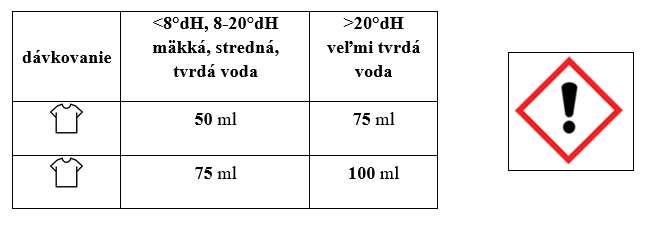 dávkovanie
<8°dH, 8-20°dH
mäkká, stredná,
tvrdá voda
>20°dH
veľmi tvrdá
voda
50 ml
75 ml
75 ml
100 ml